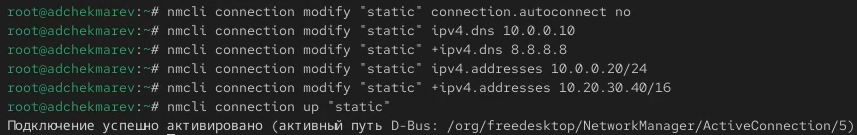 root@adchekmarev:~# nmcli connection modify "static" connection.autoconnect no
root@adchekmarev:~# nmcli connection modify "static" ipv4.dns 10.0.0.10
root@adchekmarev:~# nmcli connection modify "static" +ipv4.dns 8.8.8.8
root@adchekmarev:~# nmcli connection modify "static" ipv4.addresses 10.0.0.20/24
root@adchekmarev:~# nmcli connection modify "static" +ipv4.addresses 10.20.30.40/16
root@adchekmarev:~# nmcli connection up "static"
Подключение успешно активировано (активный путь D-Bus: /org/freedesktop/NetworkManager/ActiveConnection/5)